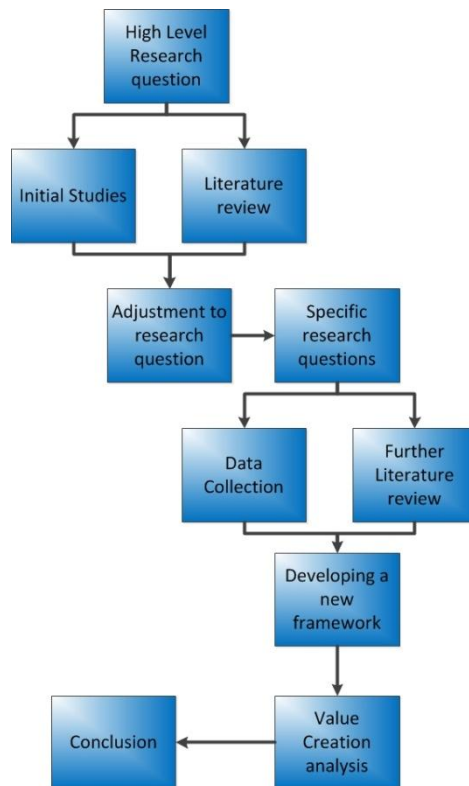 High Level
Research
question
Initial Studies
Literature
review
Adjustment to
research
question
Specific
research
questions
Data
Collection
Further
Literature
review
Developing a
new
framework
Value
Creation
analysis
Conclusion